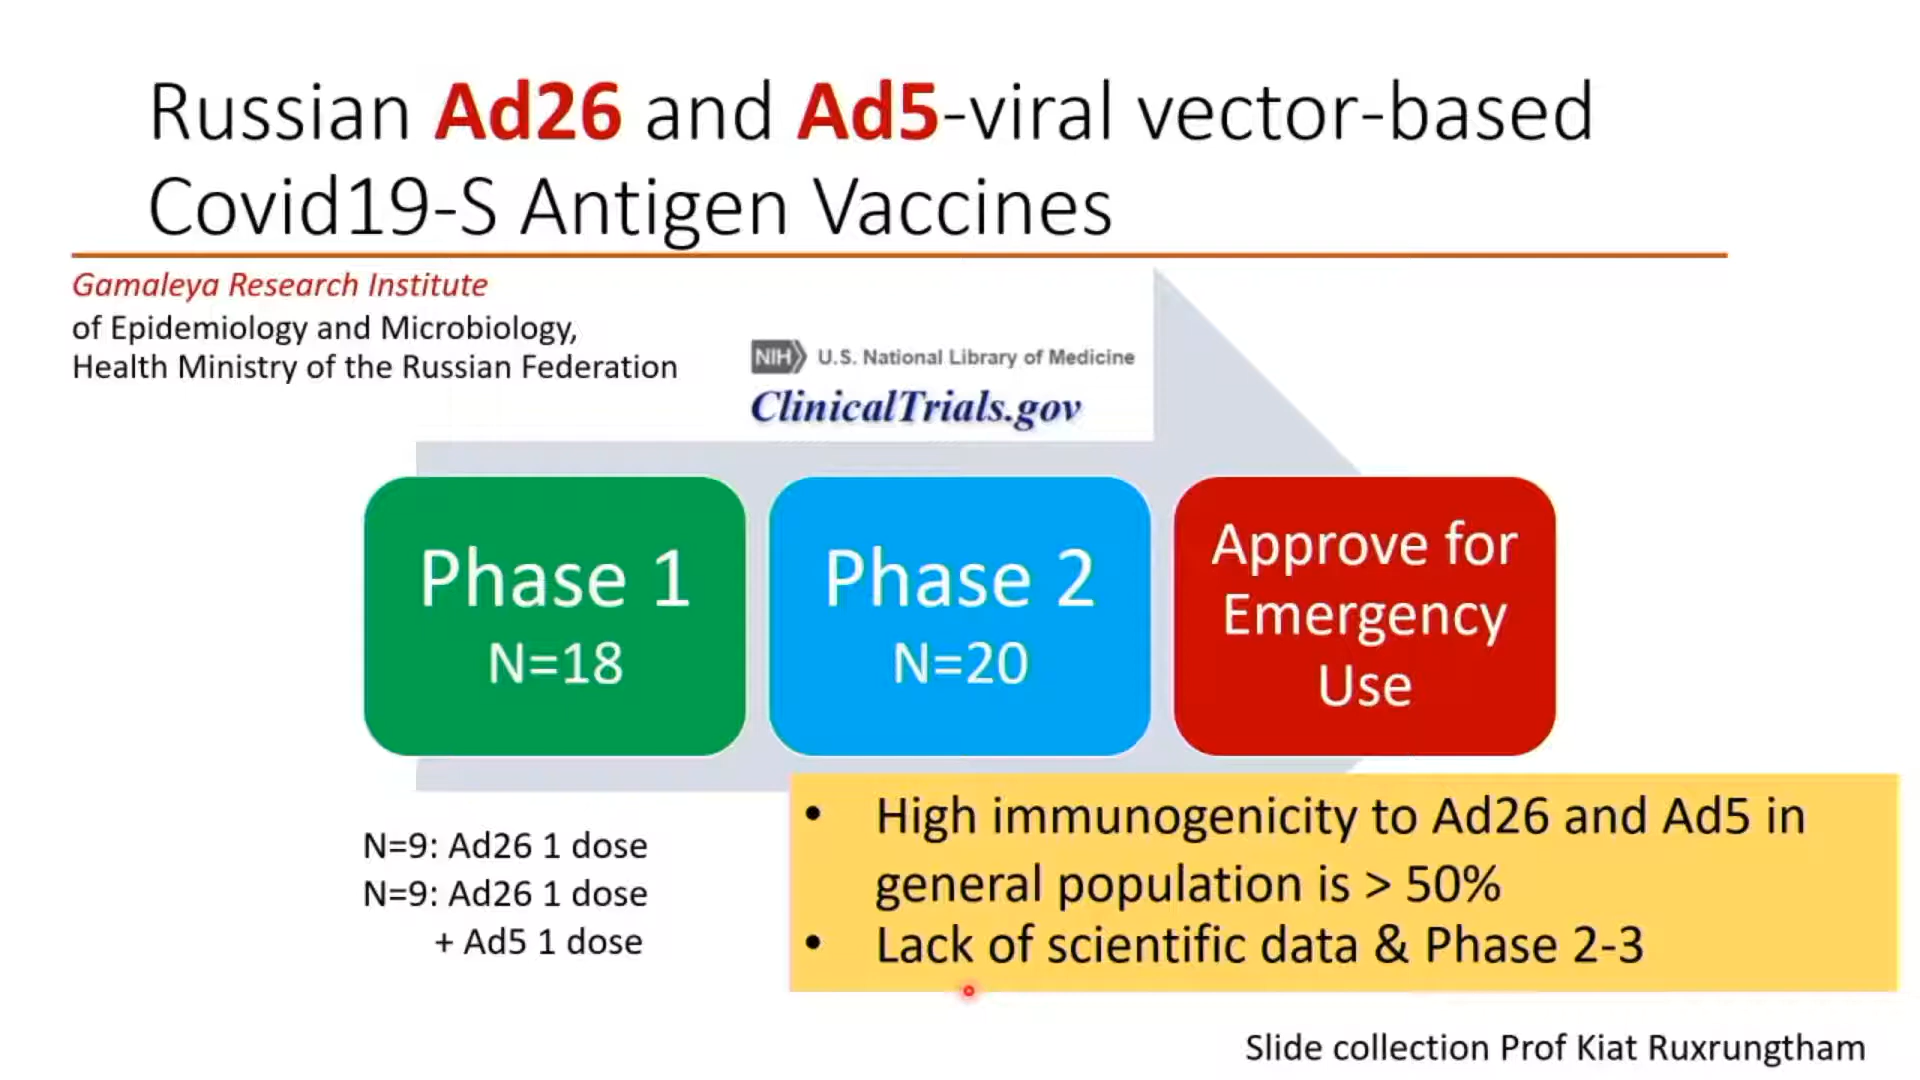 Russian Ad26 and Ad5-viral vector-based
Covid19-S Antigen Vaccines
Gamaleya Research Institute
of Epidemiology and Microbiology,
Health Ministry of the Russian Federation
NIH U.S. National Library of Medicine
ClinicalTrials.gov
Phase 1
N=18
Phase 2
N=20
Approve for
Emergency
Use
N=9: Ad26 1 dose
N=9: Ad26 1 dose
+ Ad5 1 dose
• High immunogenicity to Ad26 and Ad5 in
general population is > 50%
• Lack of scientific data & Phase 2-3
Slide collection Prof Kiat Ruxrungtham